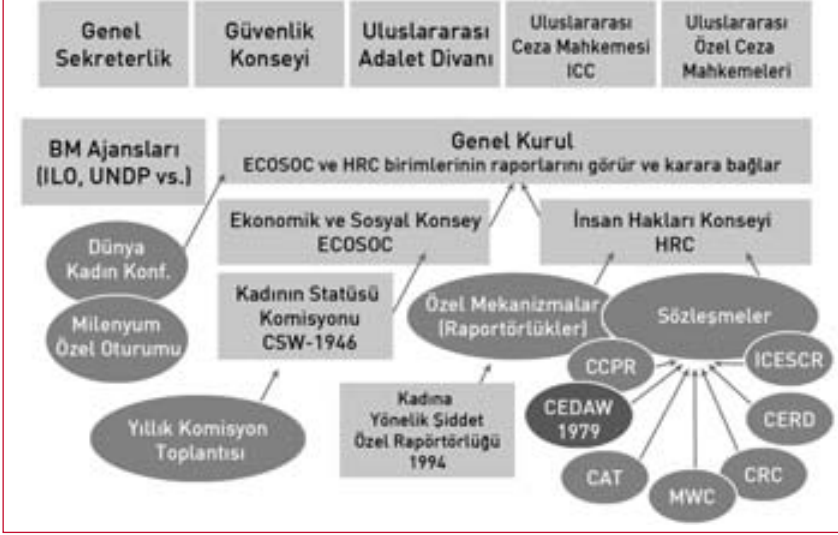 Genel
Sekreterlik
Güvenlik
Konseyi
Uluslararası
Adalet Divanı
Uluslararası
Ceza Mahkemesi
ICC
Uluslararası
Özel Ceza
Mahkemeleri
BM Ajansları
(ILO, UNDP vs.)
Genel Kurul
ECOSOC ve HRC birimlerinin raporlarını görür ve karara bağlar
Dünya
Kadın Konf.
Milenyum
Özel Oturumu
Ekonomik ve Sosyal Konsey
ECOSOC
İnsan Hakları Konseyi
HRC
Kadının Statüsü
Komisyonu
CSW-1946
Özel Mekanizmalar
(Raportörlükler)
Sözleşmeler
Yıllık Komisyon
Toplantısı
Kadına
Yönelik Şiddet
Özel Rapörtörlüğü
1994
CCPR
ICESCR
CEDAW
1979
CERD
CAT
MWC
CRC